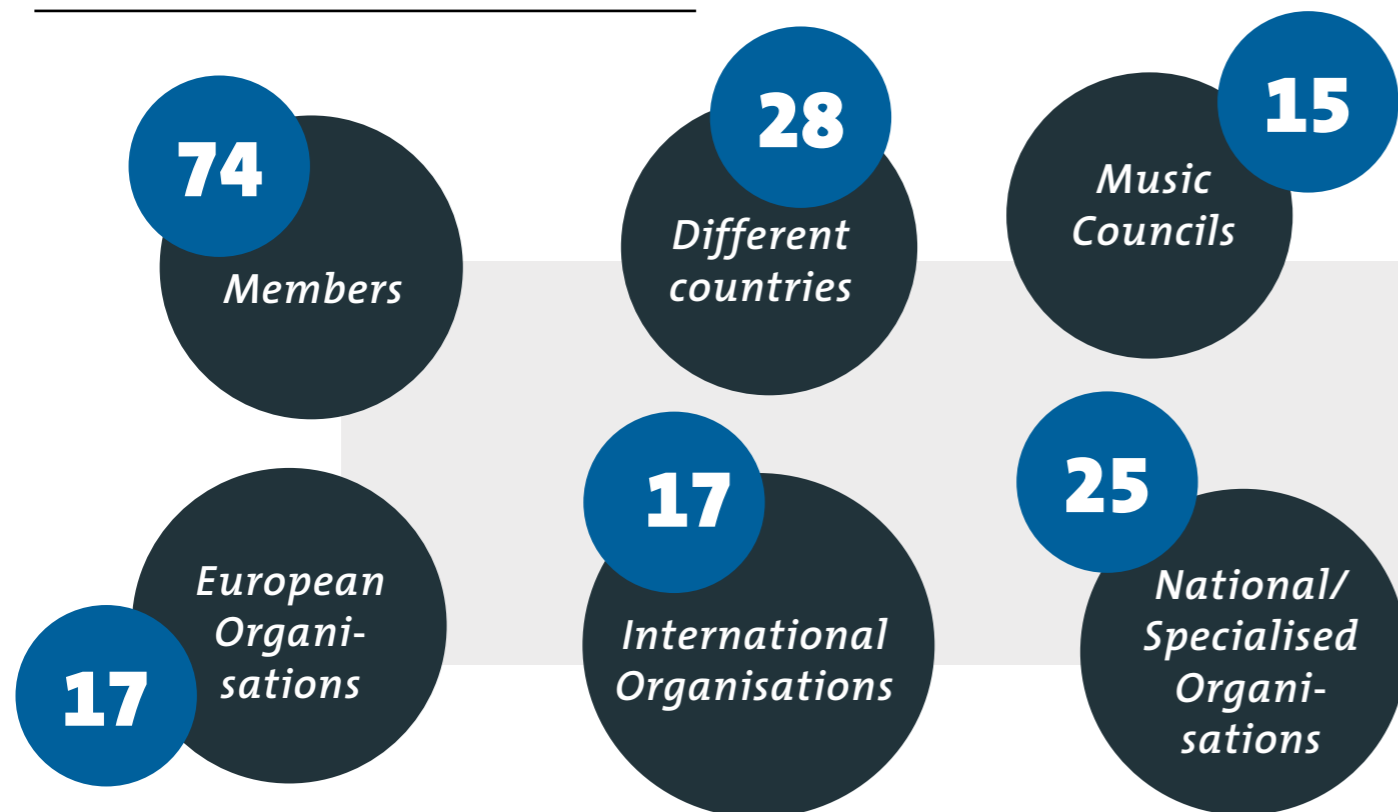 74
Members
28
Different
countries
15
Music
Councils
17
European
Organi-
sations
17
International
Organisations
25
National/
Specialised
Organi-
sations